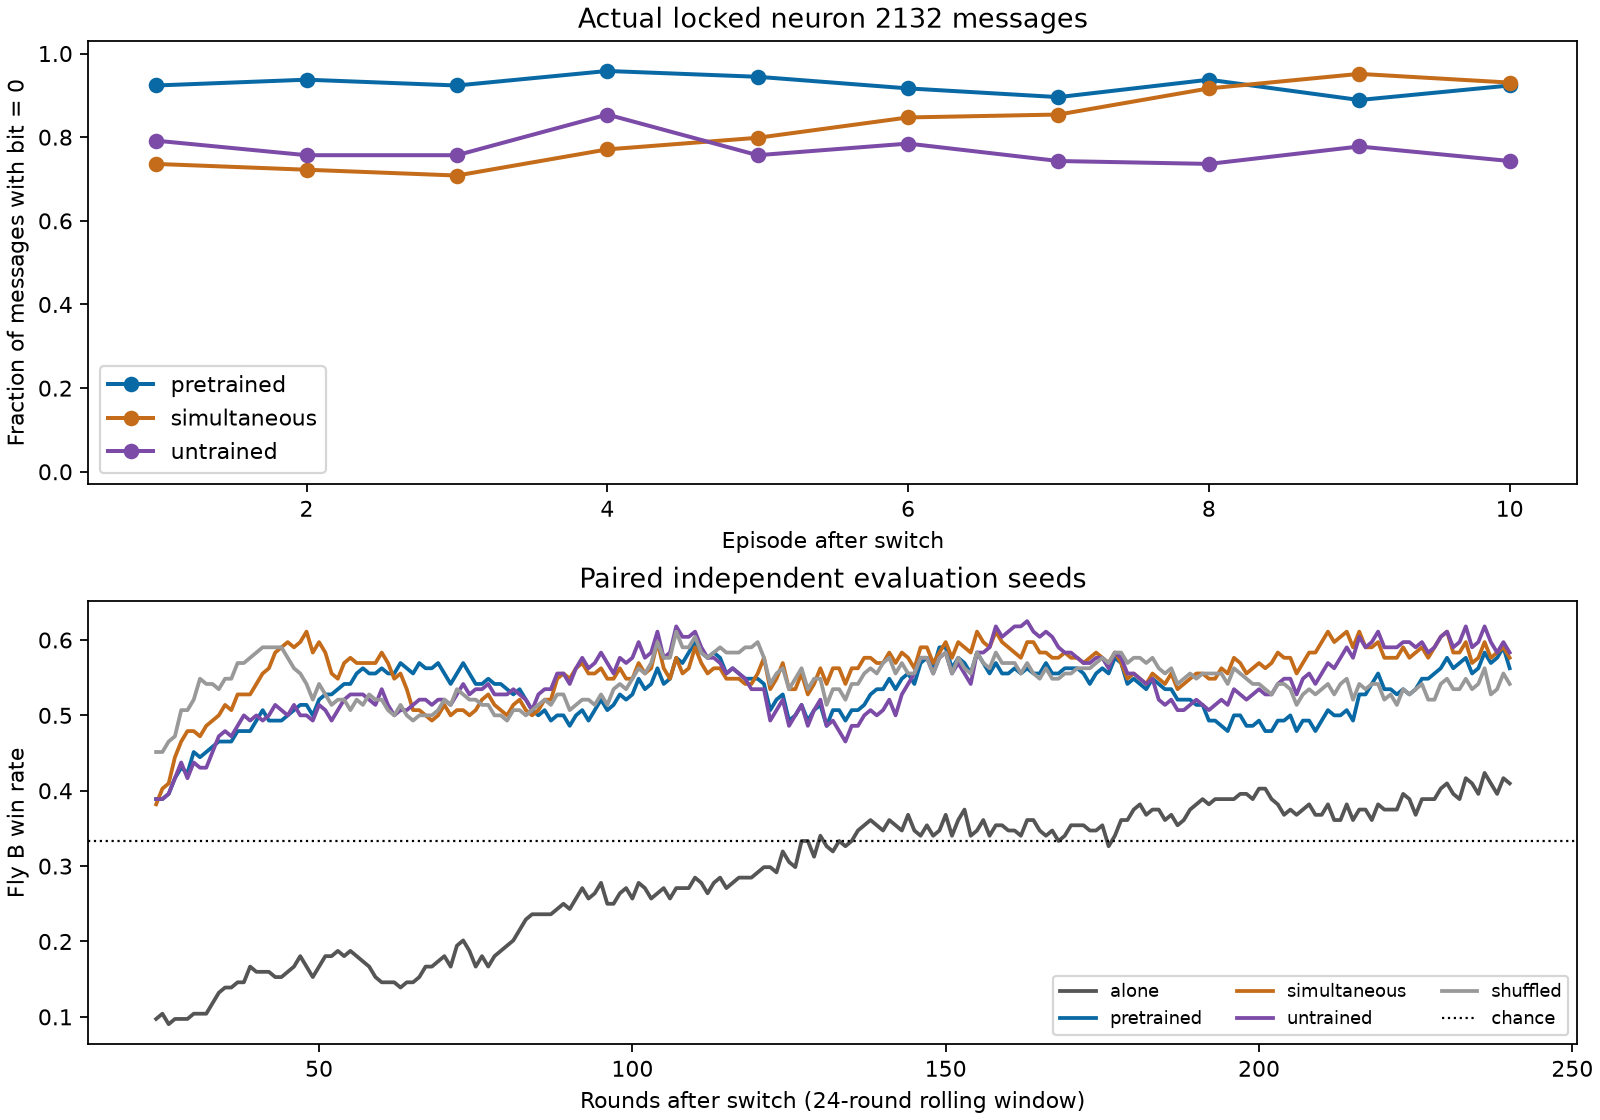 Actual locked neuron 2132 messages
Fraction of messages with bit = 0
1.0
0.8
0.6
0.4
0.2
0.0
pretrained
simultaneous
untrained
2 4 6 8 10
Episode after switch
Paired independent evaluation seeds
Fly B win rate
0.6
0.5
0.4
0.3
0.2
0.1
alone simultaneous shuffled
pretrained untrained chance
50 100 150 200 250
Rounds after switch (24-round rolling window)